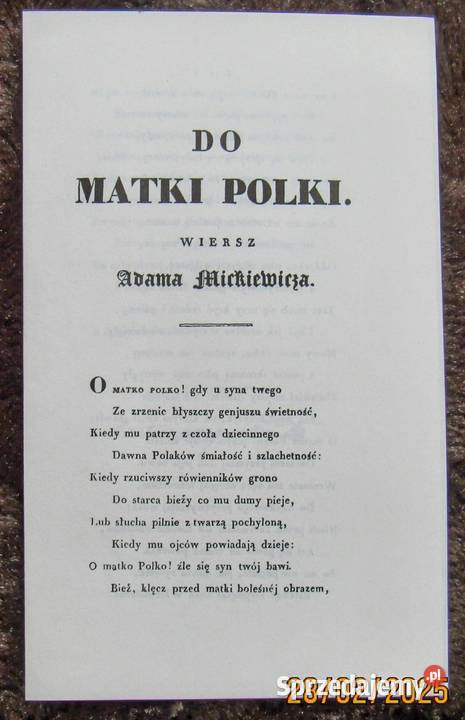 DO
MATKI POLKI.
WIERSZ
Adama Mickiewicza.
O MATKO POLKO! gdy u syna twego
Ze zrzenic błyszczy genjuszu świetność,
Kiedy mu patrzy z czoła dziecinnego
Dawna Polaków śmiałość i szlachetność:
Kiedy rzuciwszy rówienników grono
Do starca bieży co mu dumy pieje,
Lub słucha pilnie z twarzą pochyloną,
Kiedy mu ojców powiadają dzieje:
O matko Polko! źle się syn twój bawi.
Bież, klęcz przed matki boleśnéj obrazem,
Sprzedajemy.pl
23/02/2025